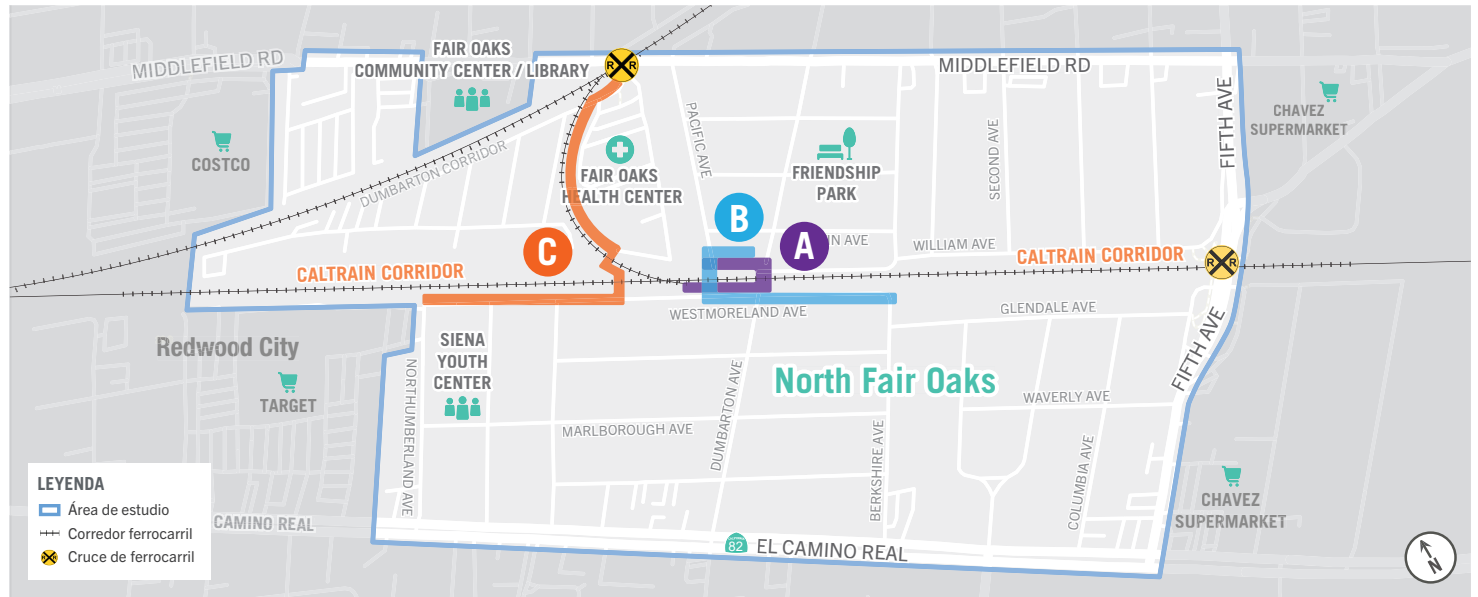 MIDDLEFIELD RD
FAIR OAKS
COMMUNITY CENTER / LIBRARY
R R
MIDDLEFIELD RD
FIFTH AVE
CHAVEZ
SUPERMARKET
COSTCO
DUMBARTON CORRIDOR
PACIFIC AVE
FAIR OAKS
HEALTH CENTER
FRIENDSHIP
PARK
SECOND AVE
B
A
C
IN AVE
WILLIAM AVE
CALTRAIN CORRIDOR
CALTRAIN CORRIDOR
R R
WESTMORELAND AVE
GLENDALE AVE
FIFTH AVE
Redwood City
TARGET
SIENA
YOUTH
CENTER
NORTHUMBERLAND AVE
North Fair Oaks
DUMBARTON AVE
WAVERLY AVE
MARLBOROUGH AVE
BERKSHIRE AVE
COLUMBIA AVE
CHAVEZ
SUPERMARKET
CAMINO REAL
82
EL CAMINO REAL
LEYENDA
Área de estudio
Corredor ferrocarril
R R
Cruce de ferrocarril
N